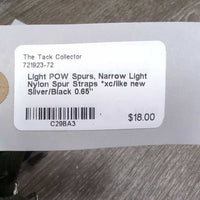 The Tack Collector
721923-72
Light POW Spurs, Narrow Light
Nylon Spur Straps *xc/like new
Silver/Black 0.65"
C29BA3
$18.00